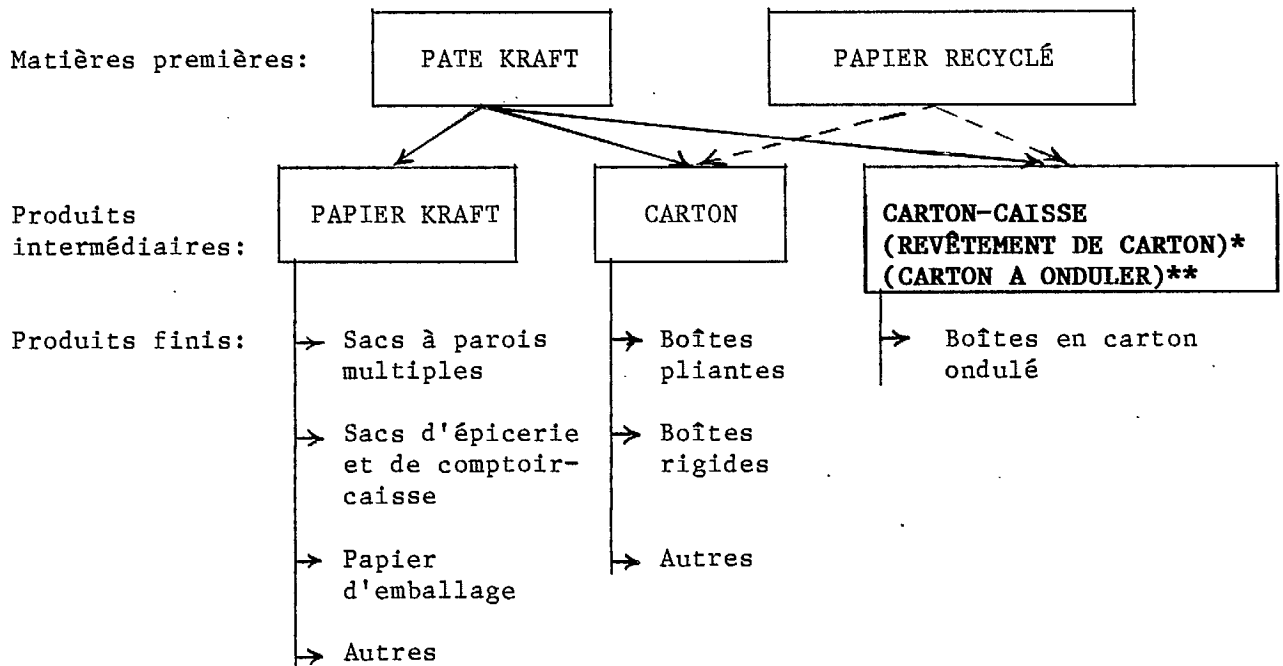 Matières premières:
PATE KRAFT
PAPIER RECYCLÉ
Produits
intermédiaires:
PAPIER KRAFT
CARTON
CARTON-CAISSE
(REVÊTEMENT DE CARTON)*
(CARTON A ONDULER)**
Produits finis:
Sacs à parois
multiples
Sacs d'épicerie
et de comptoir-
caisse
Papier
d'emballage
Autres
Boîtes
pliantes
Boîtes
rigides
Autres
Boîtes en carton
ondulé